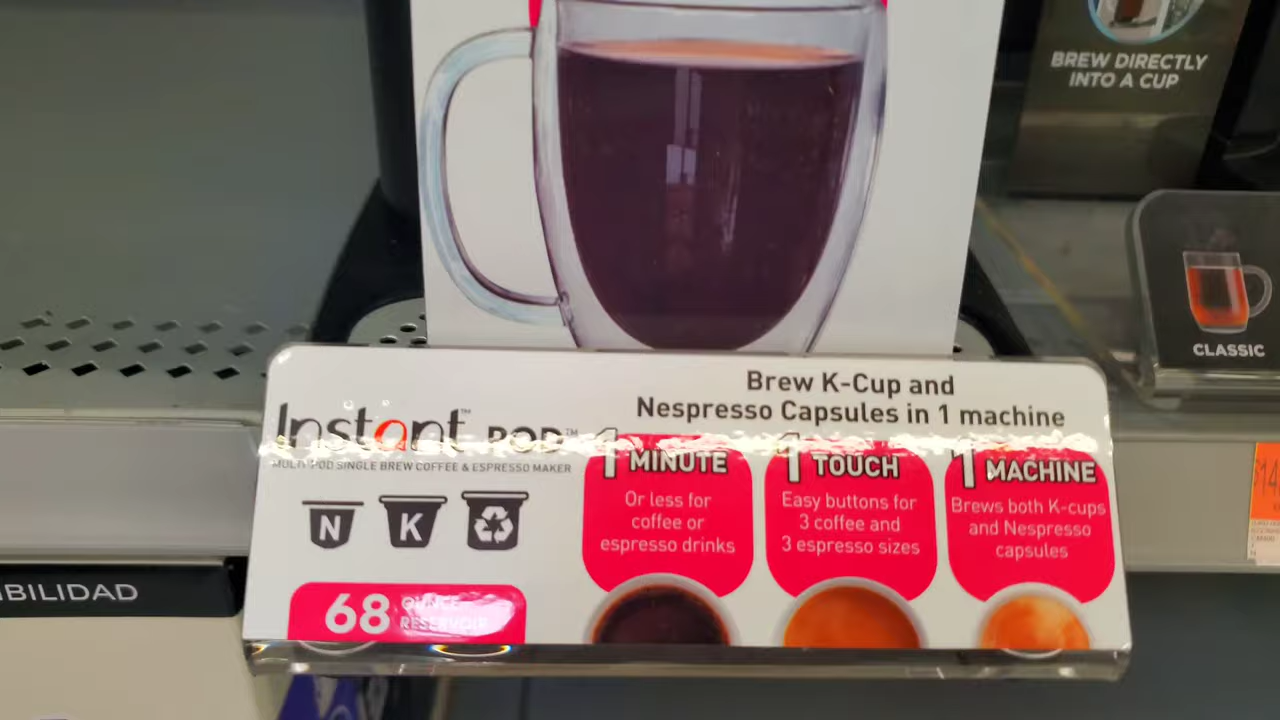 BREW DIRECTLY
INTO A CUP
CLASSIC
Brew K-Cup and
Nespresso Capsules in 1 machine
Instant POD™
MULTI POD SINGLE BREW COFFEE & ESPRESSO MAKER
N K
1 MINUTE
Or less for
coffee or
espresso drinks
1 TOUCH
Easy buttons for
3 coffee and
3 espresso sizes
1 MACHINE
Brews both K-cups
and Nespresso
capsules
68 OUNCE
RESERVOIR
IBILIDAD